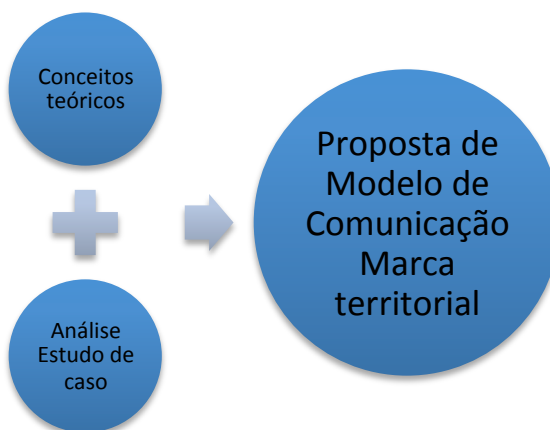 Conceitos
teóricos
Análise
Estudo de
caso
Proposta de
Modelo de
Comunicação
Marca
territorial